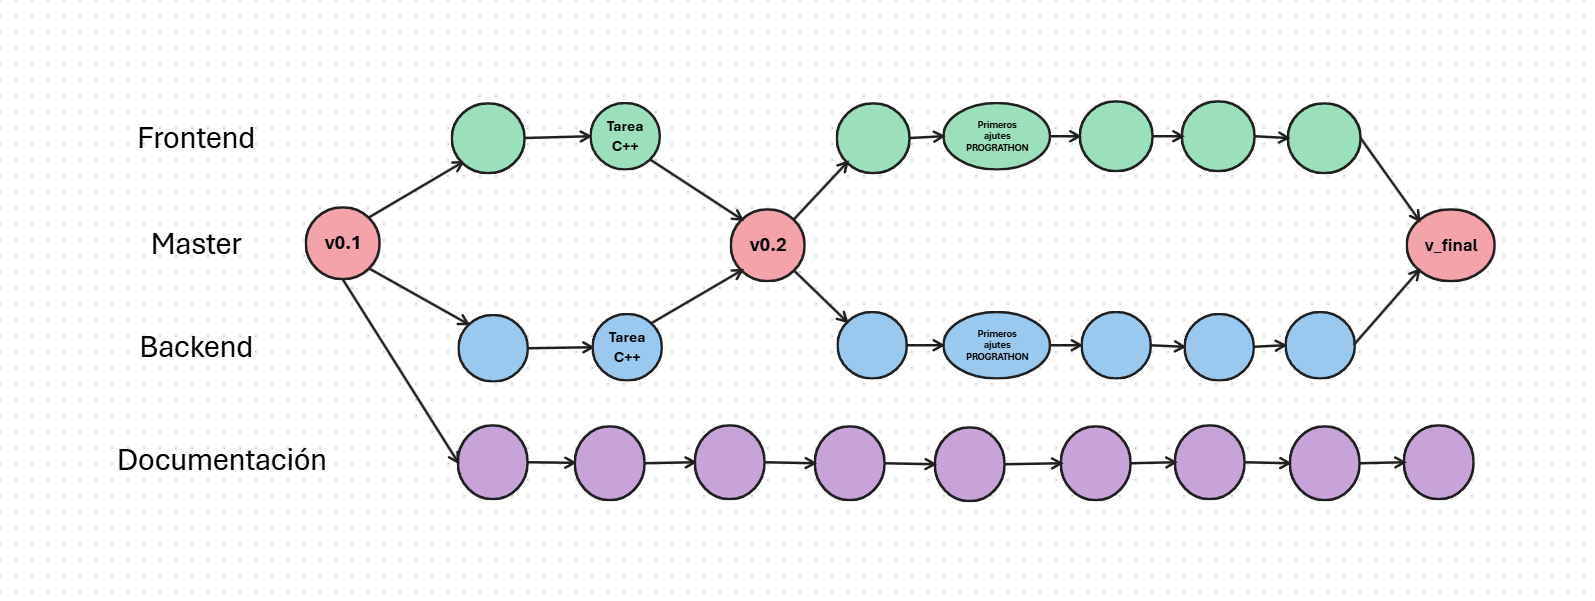 Frontend
Tarea
C++
Primeros
ajutes
PROGRATHON
Master
v0.1
v0.2
v_final
Backend
Tarea
C++
Primeros
ajutes
PROGRATHON
Documentación